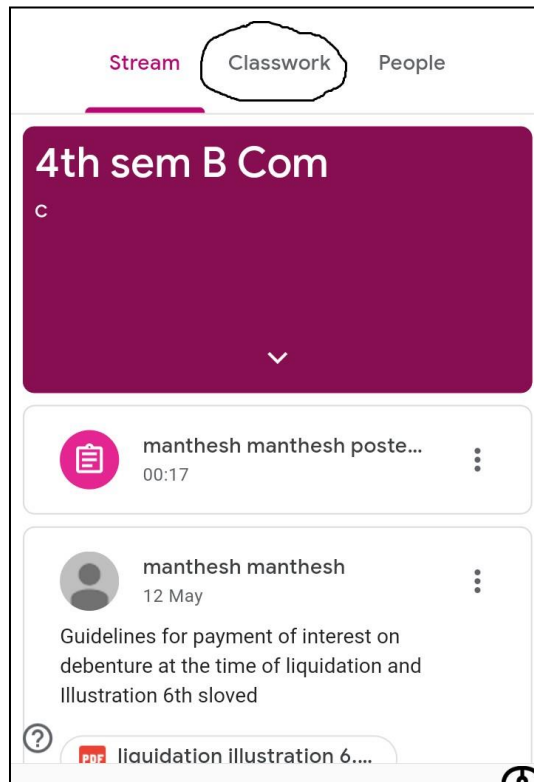 Stream Classwork People
4th sem B Com
C
manthesh manthesh poste...
00:17
manthesh manthesh
12 May
Guidelines for payment of interest on
debenture at the time of liquidation and
Illustration 6th sloved
PDF liquidation illustration 6....